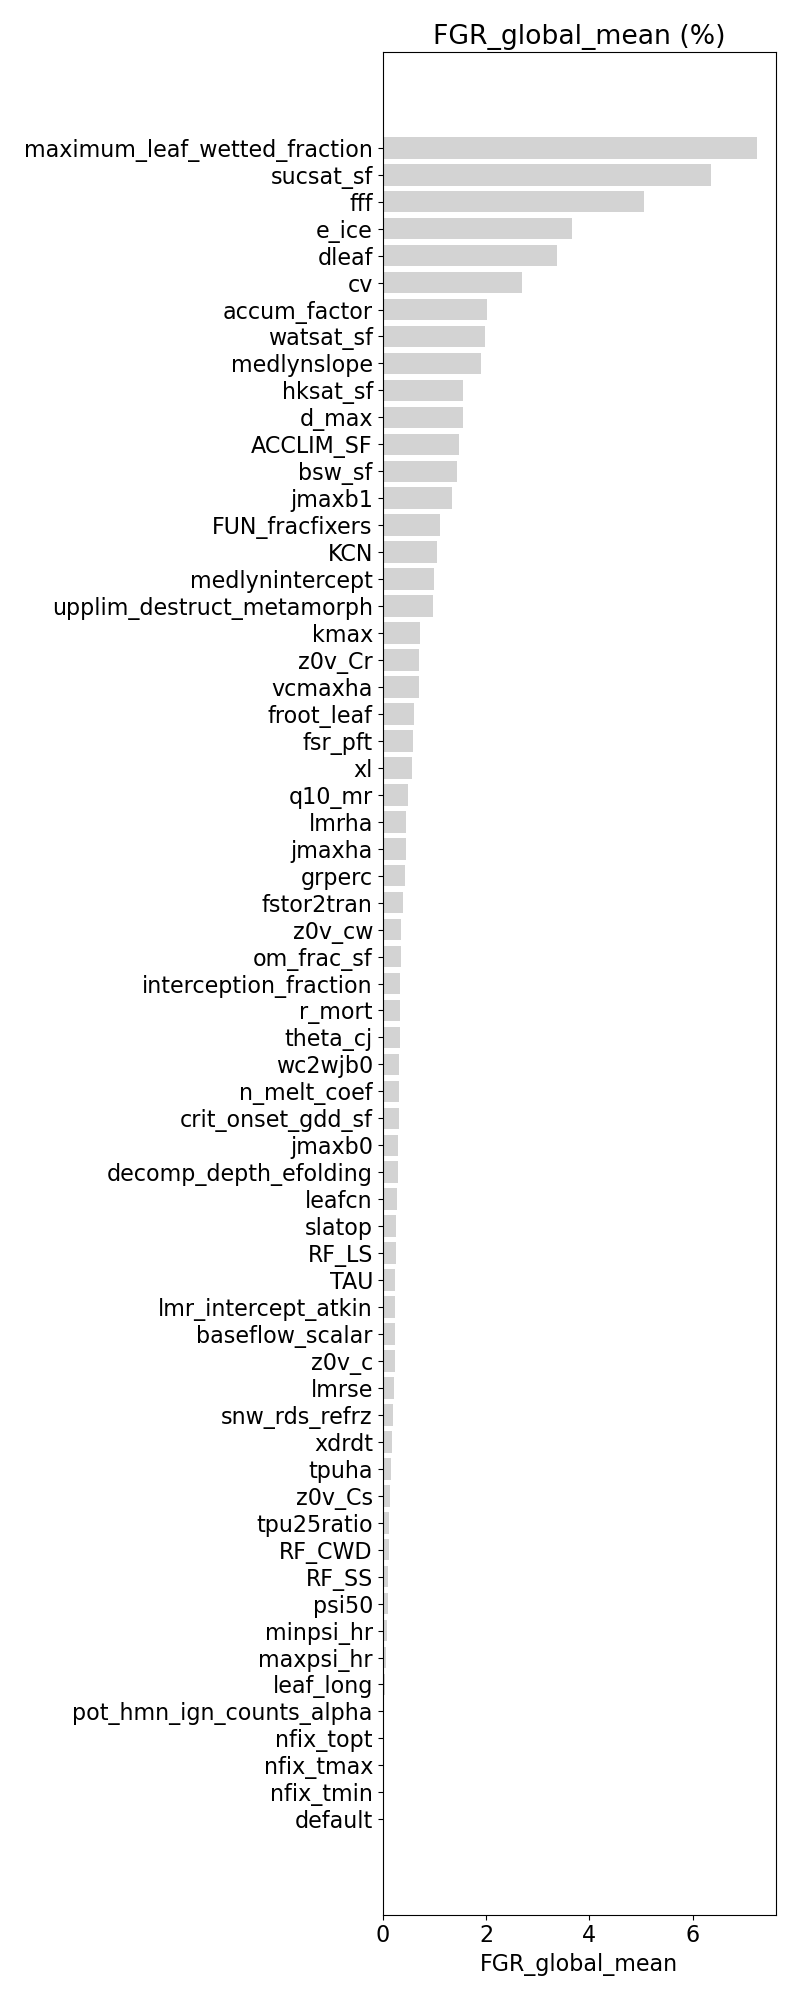 FGR_global_mean (%)
maximum_leaf_wetted_fraction
sucsat_sf
fff
e_ice
dleaf
cv
accum_factor
watsat_sf
medlynslope
hksat_sf
d_max
ACCLIM_SF
bsw_sf
jmaxb1
FUN_fracfixers
KCN
medlynintercept
upplim_destruct_metamorph
kmax
z0v_Cr
vcmaxha
froot_leaf
fsr_pft
xl
q10_mr
lmrha
jmaxha
grperc
fstor2tran
z0v_cw
om_frac_sf
interception_fraction
r_mort
theta_cj
wc2wjb0
n_melt_coef
crit_onset_gdd_sf
jmaxb0
decomp_depth_efolding
leafcn
slatop
RF_LS
TAU
lmr_intercept_atkin
baseflow_scalar
z0v_c
lmrse
snw_rds_refrz
xdrdt
tpuha
z0v_Cs
tpu25ratio
RF_CWD
RF_SS
psi50
minpsi_hr
maxpsi_hr
leaf_long
pot_hmn_ign_counts_alpha
nfix_topt
nfix_tmax
nfix_tmin
default
0 2 4 6
FGR_global_mean